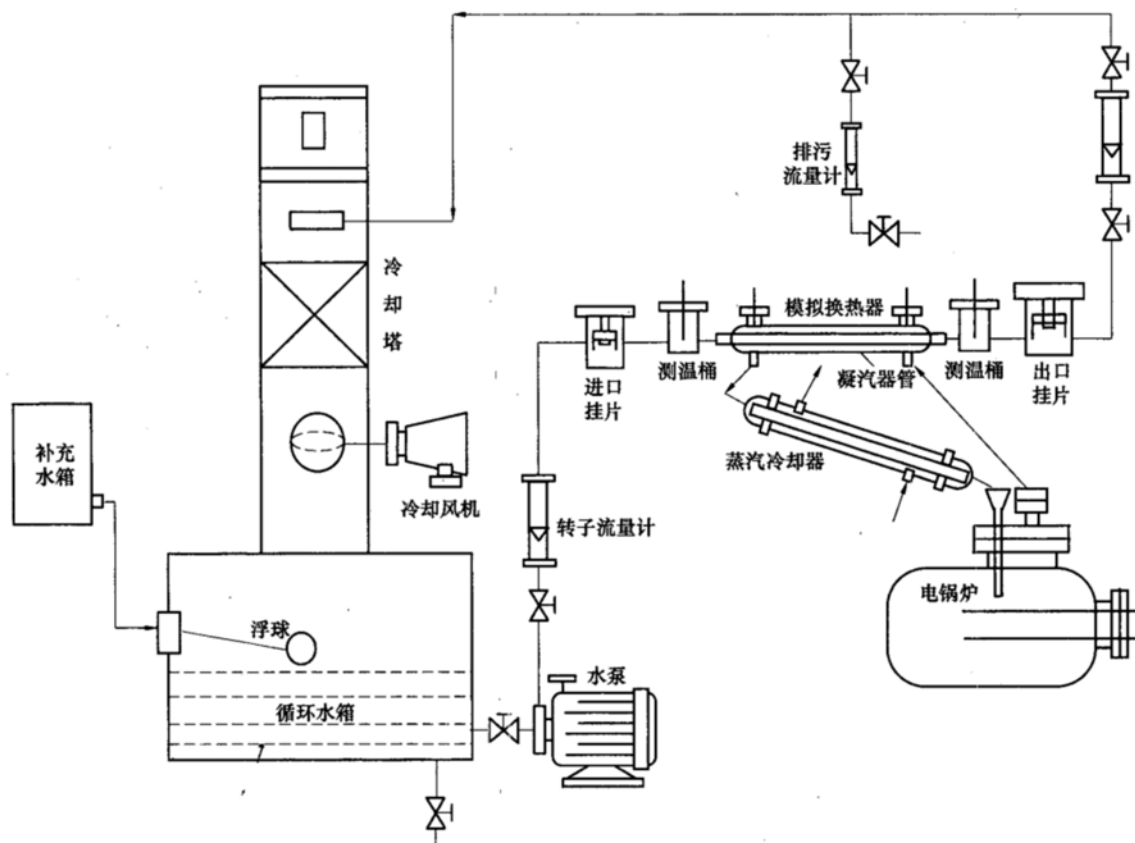 排污
流量计
冷
却
塔
模拟换热器
进口
挂片
测温桶
凝汽器管
测温桶
出口
挂片
补充
水箱
蒸汽冷却器
冷却风机
转子流量计
电锅炉
浮球
水泵
循环水箱